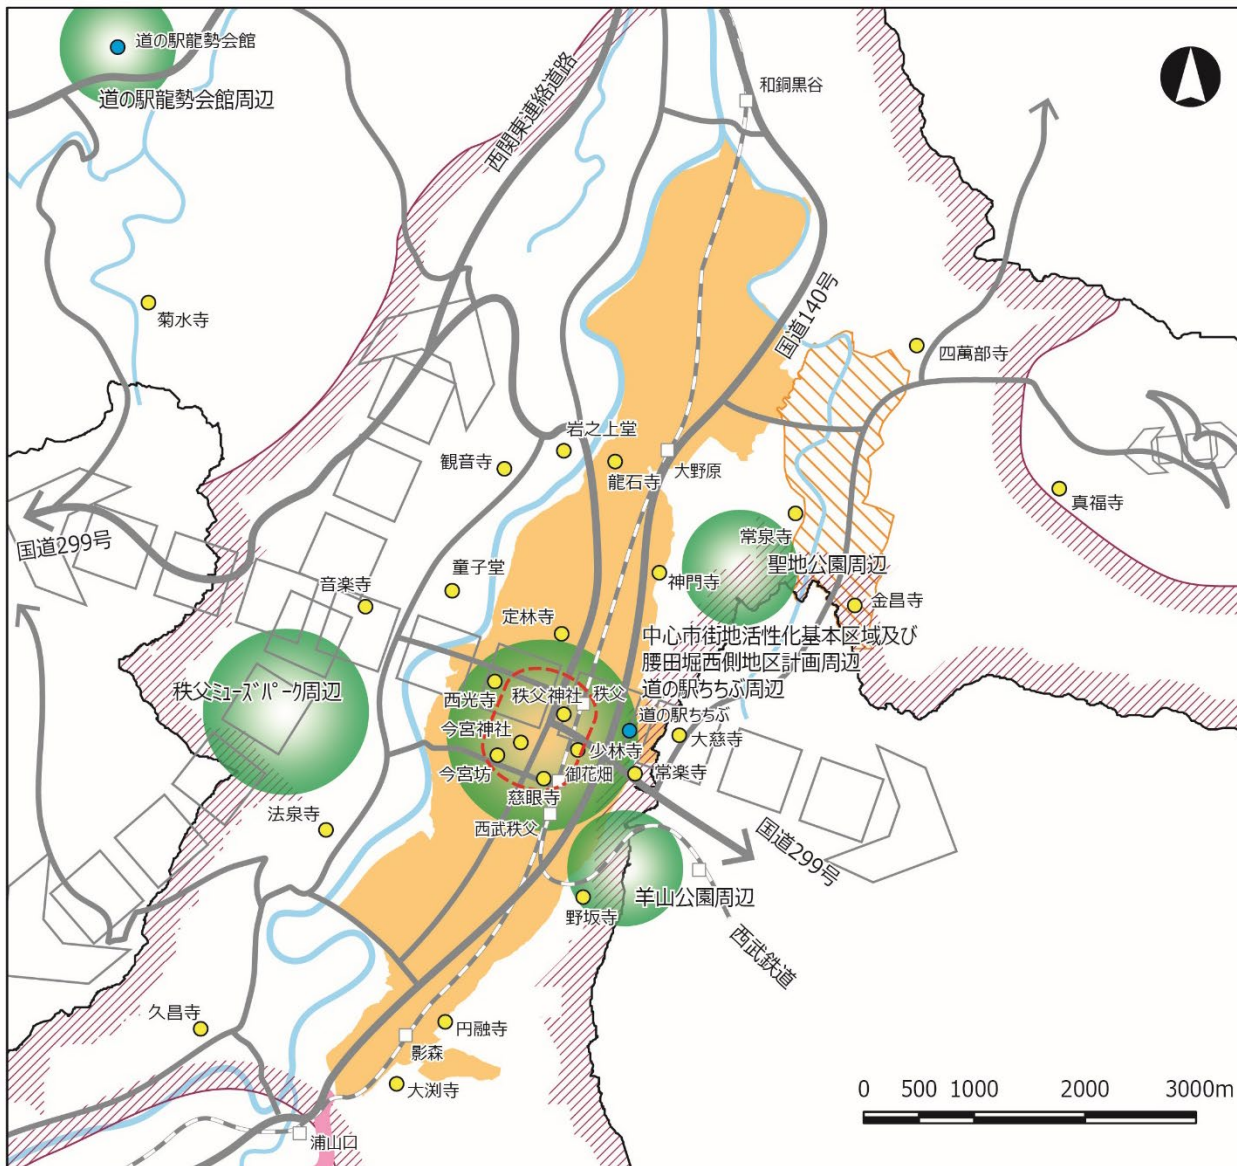 道の駅龍勢会館
道の駅龍勢会館周辺
西関東連絡道路
和銅黒谷
国道140号
菊水寺
四萬部寺
岩之上堂
観音寺
龍石寺
大野原
真福寺
国道299号
常泉寺
聖地公園周辺
童子堂
音楽寺
神門寺
金昌寺
定林寺
中心市街地活性化基本区域及び
腰田堀西側地区計画周辺
道の駅ちちぶ周辺
秩父ﾐｭｰｽﾞﾊﾟｰｸ周辺
西光寺
秩父神社
秩父
道の駅ちちぶ
今宮神社
少林寺
大慈寺
今宮坊
御花畑
常楽寺
慈眼寺
法泉寺
西武秩父
国道299号
羊山公園周辺
野坂寺
西武鉄道
久昌寺
円融寺
影森
大渕寺
浦山口
0 500 1000 2000 3000m